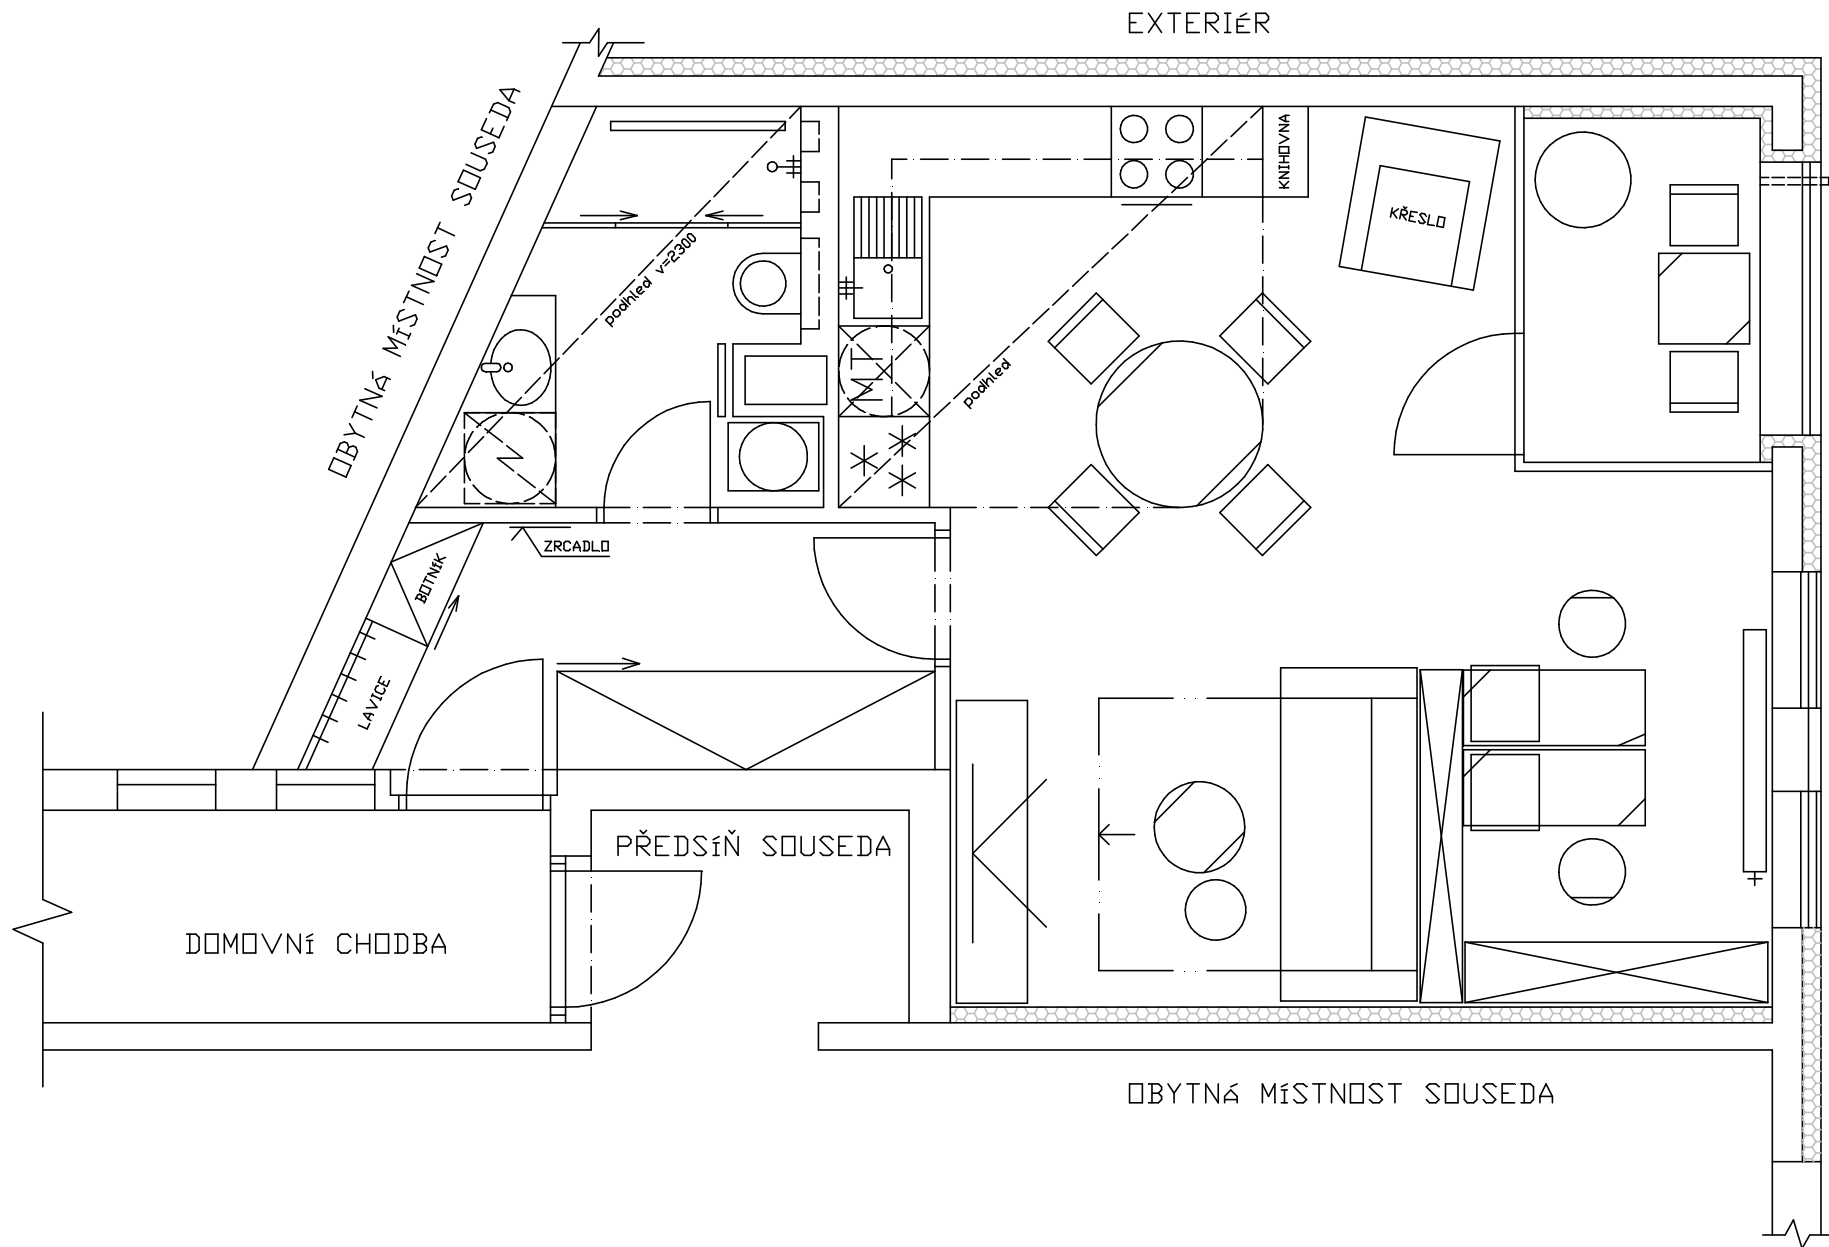 EXTERIÉR
OBYTNÁ MÍSTNOST SOUSEDA
KNIHOVNA
KŘESLO
podhled v=2300
MT
podhled
N
ZRCADLO
BOTNÍK
LAVICE
PŘEDSÍŇ SOUSEDA
DOMOVNÍ CHODBA
OBYTNÁ MÍSTNOST SOUSEDA